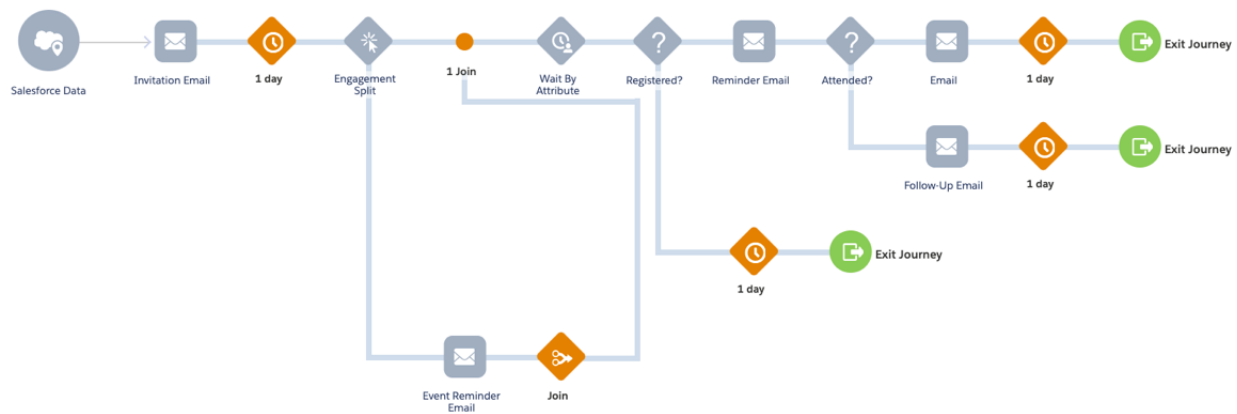 Salesforce Data
Invitation Email
1 day
Engagement
Split
1 Join
Wait By
Attribute
Registered?
Reminder Email
Attended?
Email
1 day
Exit Journey
Follow-Up Email
1 day
Exit Journey
1 day
Exit Journey
Event Reminder
Email
Join